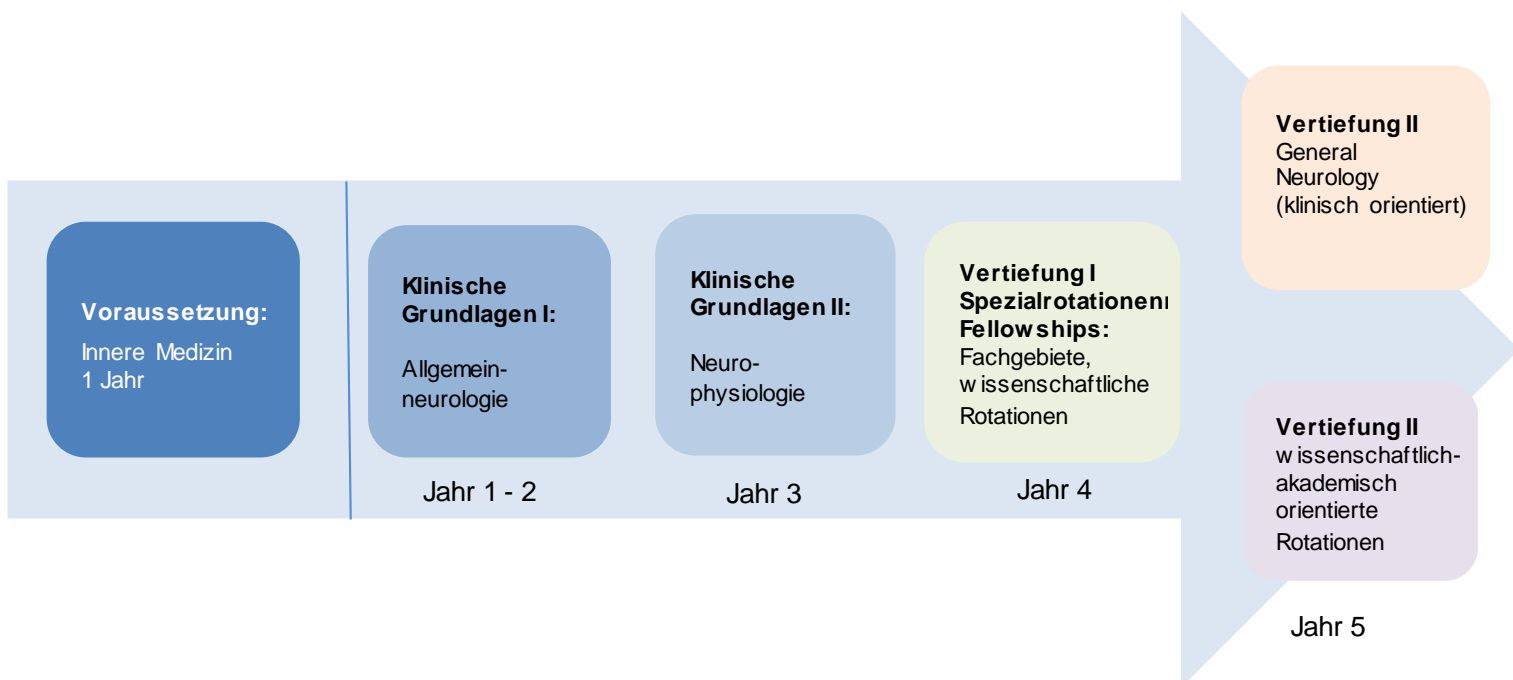 Voraussetzung:
Innere Medizin
1 Jahr
Klinische
Grundlagen I:
Allgemein-
neurologie
Jahr 1 - 2
Klinische
Grundlagen II:
Neuro-
physiologie
Jahr 3
Vertiefung I
Spezialrotationenn
Fellowships:
Fachgebiete,
wissenschaftliche
Rotationen
Jahr 4
Vertiefung II
General
Neurology
(klinisch orientiert)
Vertiefung II
wissenschaftlich-
akademisch
orientierte
Rotationen
Jahr 5